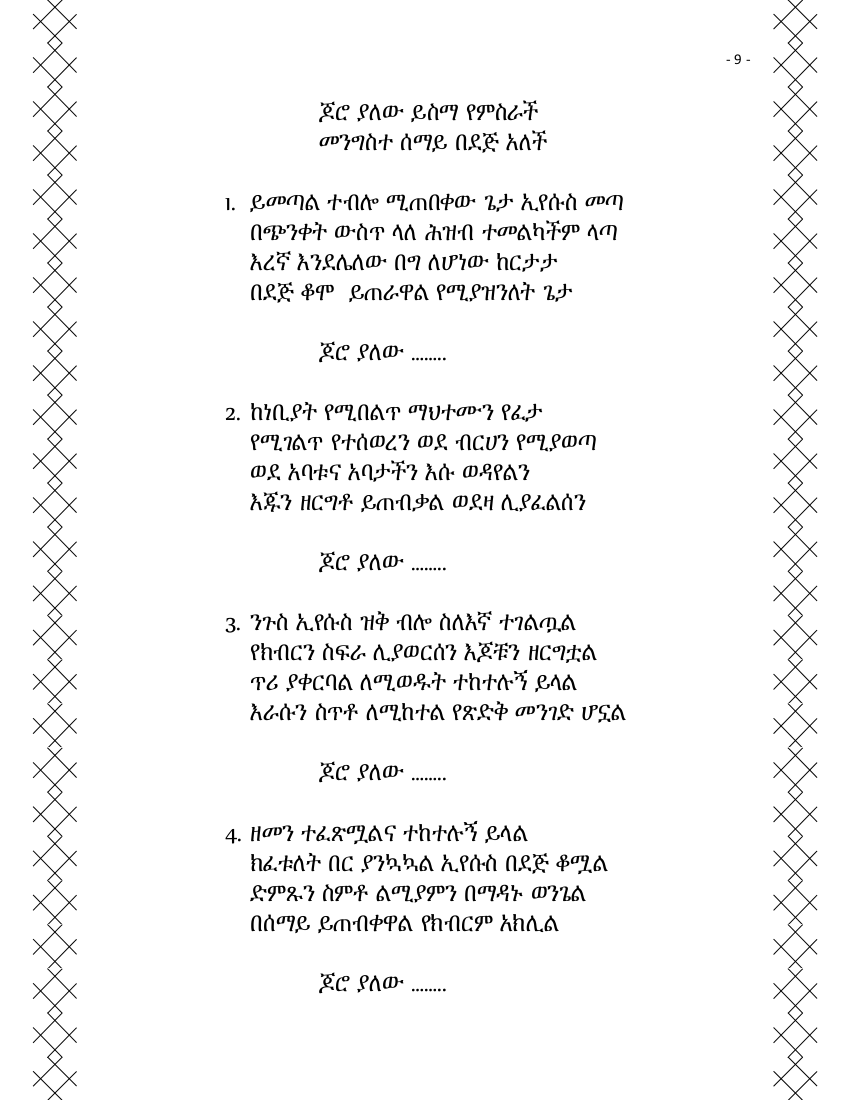 - 9 -
ጆሮ ያለው ይስማ የምስራች
መንግስተ ሰማይ በደጅ አለች
1. ይመጣል ተብሎ ሚጠበቀው ጌታ ኢየሱስ መጣ
በጭንቀት ውስጥ ላለ ሕዝብ ተመልካችም ላጣ
እረኛ እንደሌለው በግ ለሆነው ከርታታ
በደጅ ቆሞ ይጠራዋል የሚያዝንለት ጌታ
ጆሮ ያለው ........
2. ከነቢያት የሚበልጥ ማህተሙን የፈታ
የሚገልጥ የተሰወረን ወደ ብርሀን የሚያወጣ
ወደ አባቱና አባታችን እሱ ወዳየልን
እጁን ዘርግቶ ይጠብቃል ወደዛ ሊያፈልሰን
ጆሮ ያለው ........
3. ንጉስ ኢየሱስ ዝቅ ብሎ ስለእኛ ተገልጧል
የክብርን ስፍራ ሊያወርሰን እጆቹን ዘርግቷል
ጥሪ ያቀርባል ለሚወዱት ተከተሉኝ ይላል
እራሱን ስጥቶ ለሚከተል የጽድቅ መንገድ ሆኗል
ጆሮ ያለው ........
4. ዘመን ተፈጽሟልና ተከተሉኝ ይላል
ክፈቱለት በር ያንኳኳል ኢየሱስ በደጅ ቆሟል
ድምጹን ስምቶ ልሚያምን በማዳኑ ወንጌል
በሰማይ ይጠብቀዋል የክብርም አክሊል
ጆሮ ያለው ........